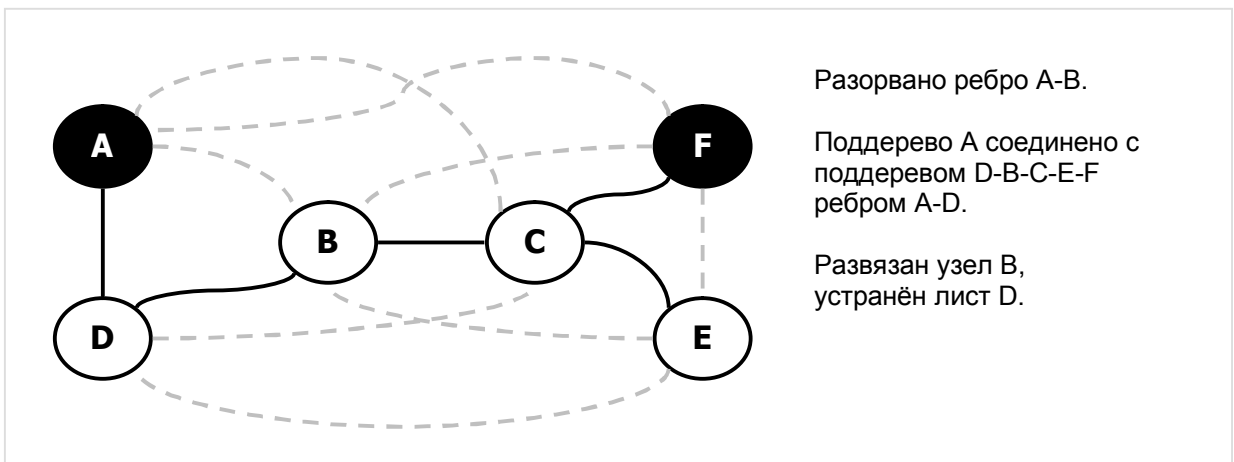 Разорвано ребро A-B.
A
F
Поддерево A соединено с
поддеревом D-B-C-E-F
ребром A-D.
B
C
Развязан узел B,
устранён лист D.
D
E